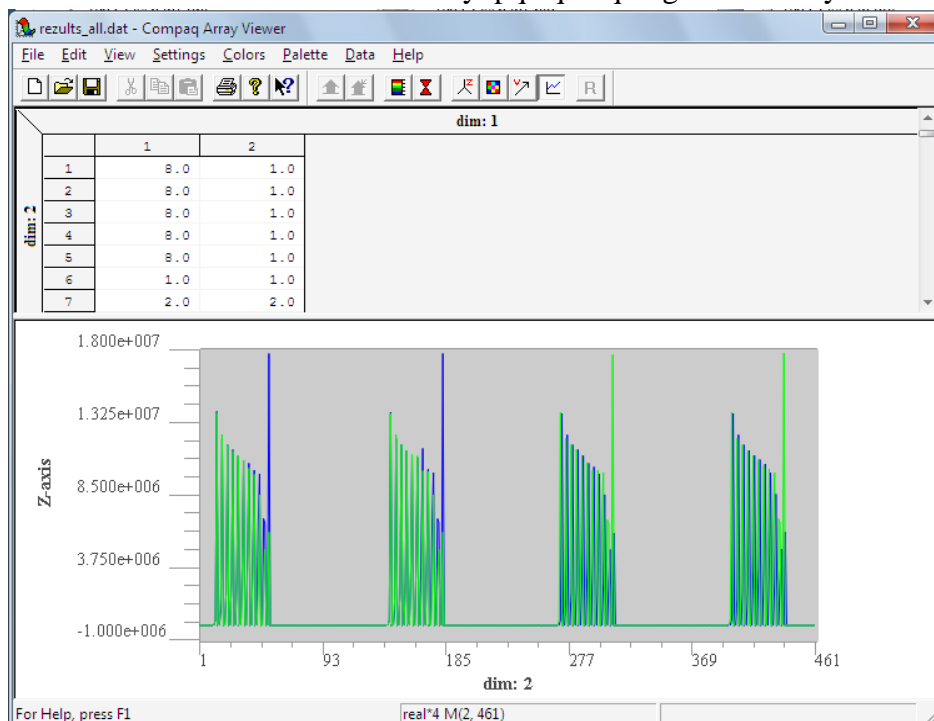 rezults_all.dat - Compaq Array Viewer
File Edit View Settings Colors Palette Data Help
R
dim: 1
1 2
1 8.0 1.0
2 8.0 1.0
3 8.0 1.0
4 8.0 1.0
5 8.0 1.0
6 1.0 1.0
7 2.0 2.0
dim: 2
1.800e+007
1.325e+007
8.500e+006
3.750e+006
-1.000e+006
Z-axis
1 93 185 277 369 461
dim: 2
For Help, press F1 real*4 M(2, 461)